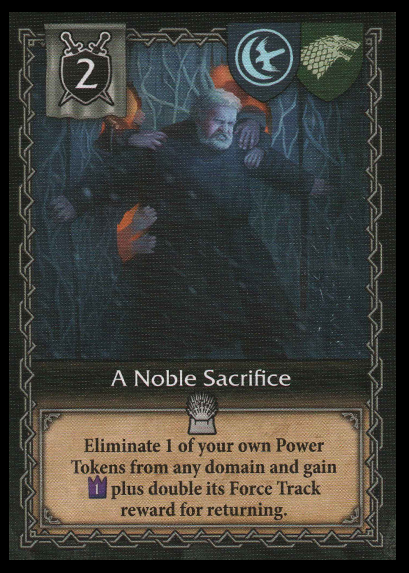 2
A Noble Sacrifice
Eliminate 1 of your own Power
Tokens from any domain and gain
1 plus double its Force Track
reward for returning.